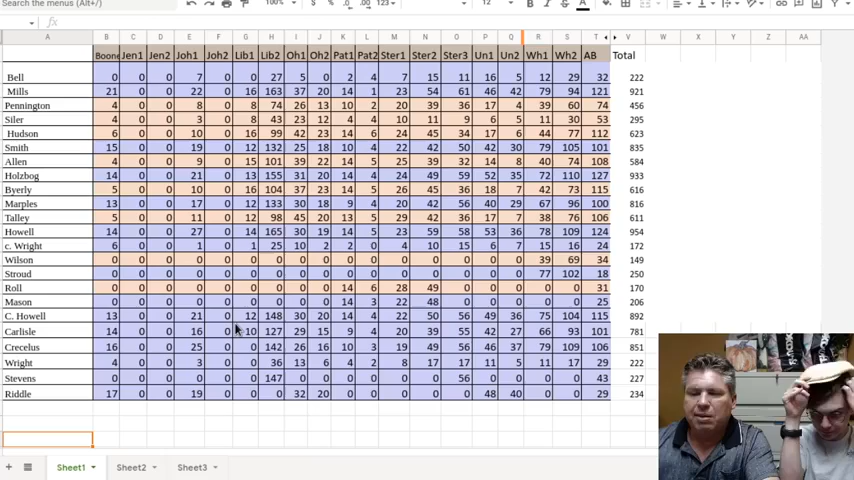 Search the menus (Alt+/) 100% $ % .0 .00 123 12 B I A
fx
A B C D E F G H I J K L M N O P Q R S T V W X Y Z AA
Boone Jen1 Jen2 Joh1 Joh2 Lib1 Lib2 Oh1 Oh2 Pat1 Pat2 Ster1 Ster2 Ster3 Un1 Un2 Wh1 Wh2 AB Total
Bell 0 0 0 7 0 0 27 5 0 2 4 7 15 11 16 5 12 29 32 222
Mills 21 0 0 22 0 16 163 37 20 14 1 23 54 61 46 42 79 94 121 921
Pennington 4 0 0 8 0 8 74 26 13 10 2 20 39 36 17 4 39 60 74 456
Siler 4 0 0 3 0 8 43 23 12 4 4 10 11 9 6 5 11 30 53 295
Hudson 6 0 0 10 0 16 99 42 23 14 6 24 45 34 17 6 44 77 112 623
Smith 15 0 0 19 0 12 132 25 18 10 4 22 42 50 42 30 79 105 101 835
Allen 4 0 0 9 0 15 101 39 22 14 5 25 39 32 14 8 40 74 108 584
Holzbog 14 0 0 21 0 13 155 31 20 14 4 24 49 59 52 35 72 110 127 933
Byerly 5 0 0 10 0 16 104 37 23 14 5 26 45 36 18 7 42 73 115 616
Marples 13 0 0 17 0 12 133 30 18 9 4 20 42 56 40 29 67 96 100 816
Talley 5 0 0 11 0 12 98 45 20 13 5 29 42 36 17 7 38 76 106 611
Howell 14 0 0 27 0 14 165 30 19 14 5 23 59 58 53 36 78 109 124 954
c. Wright 6 0 0 1 0 1 25 10 2 2 0 4 10 15 6 7 15 16 24 172
Wilson 0 0 0 0 0 0 0 0 0 0 0 0 0 0 0 0 39 69 34 149
Stroud 0 0 0 0 0 0 0 0 0 0 0 0 0 0 0 0 77 102 18 250
Roll 0 0 0 0 0 0 0 0 0 14 6 28 49 0 0 0 0 0 31 170
Mason 0 0 0 0 0 0 0 0 0 14 3 22 48 0 0 0 0 0 25 206
C. Howell 13 0 0 21 0 12 148 30 20 14 4 22 50 56 49 36 75 104 115 892
Carlisle 14 0 0 16 0 10 127 29 15 9 4 20 39 55 42 27 66 93 101 781
Crecelus 16 0 0 25 0 0 142 26 16 10 3 19 49 56 46 36 79 109 106 851
Wright 4 0 0 3 0 0 36 13 6 4 2 8 17 17 11 5 11 17 29 222
Stevens 0 0 0 0 0 0 147 0 0 0 0 0 0 56 0 0 0 0 43 227
Riddle 17 0 0 19 0 0 0 32 20 0 0 0 0 0 48 40 0 0 29 234
Sheet1 Sheet2 Sheet3